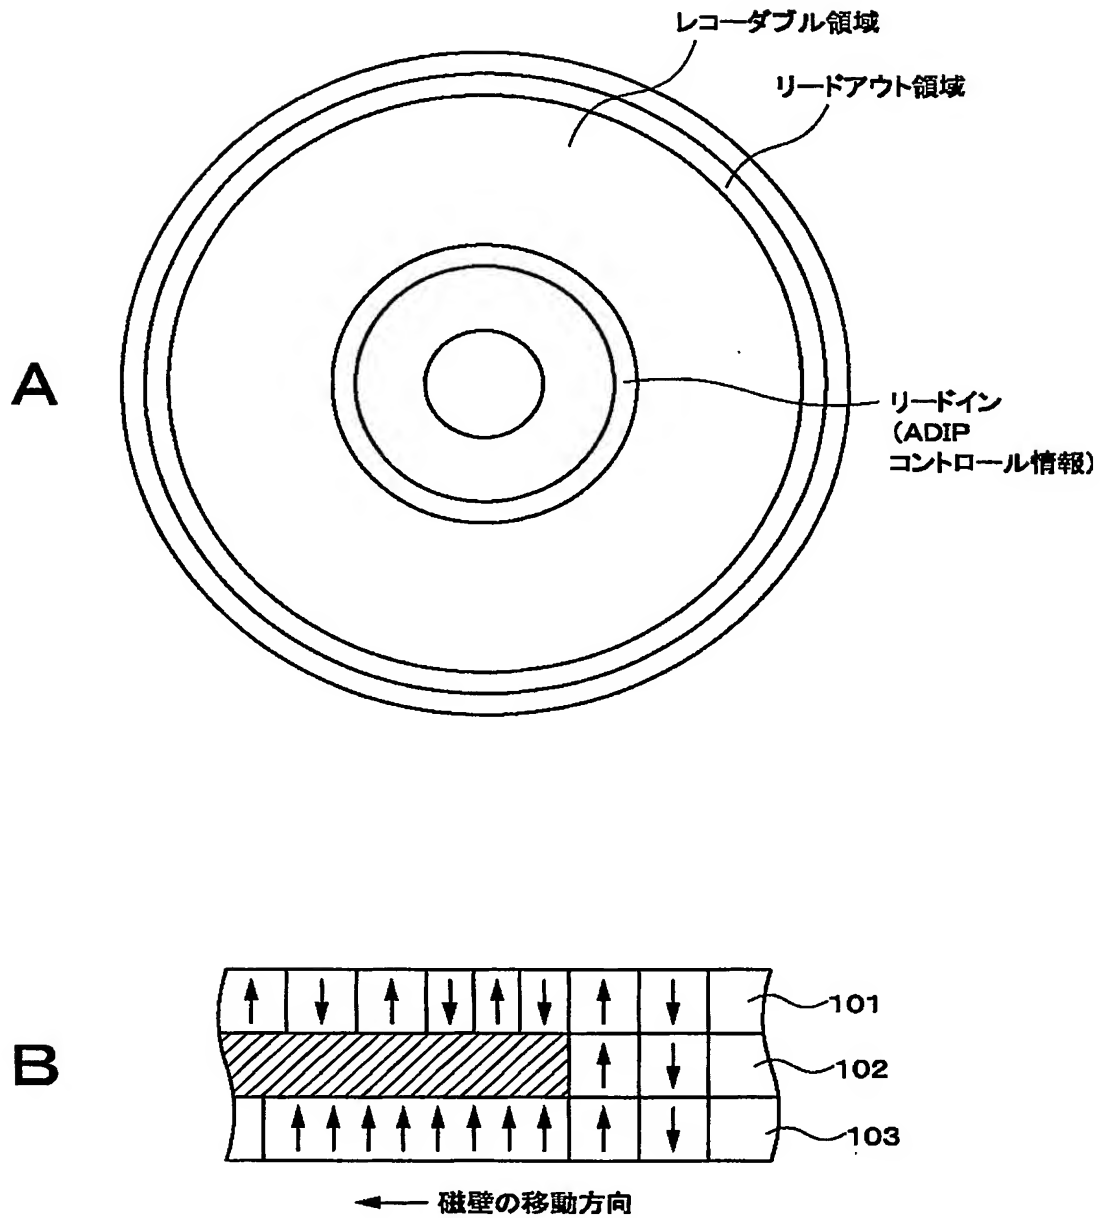 レコーダブル領域
リードアウト領域
A
リードイン
(ADIP
コントロール情報)
B
101
102
103
磁壁の移動方向